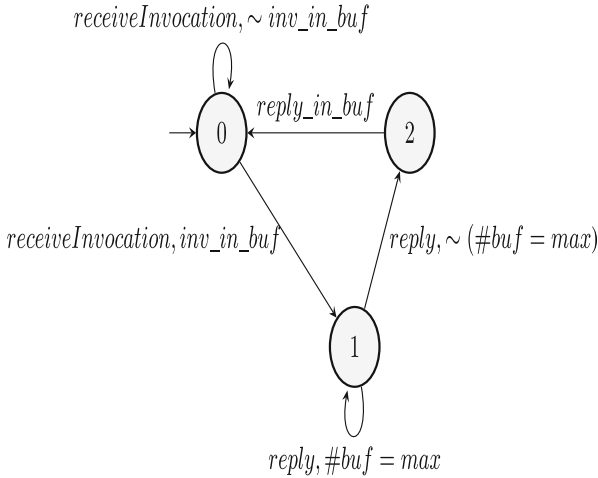 receiveInvocation, ∼ inv_in_buf
reply_in_buf
0
2
receiveInvocation, inv_in_buf
reply, ∼ (#buf = max)
1
reply, #buf = max